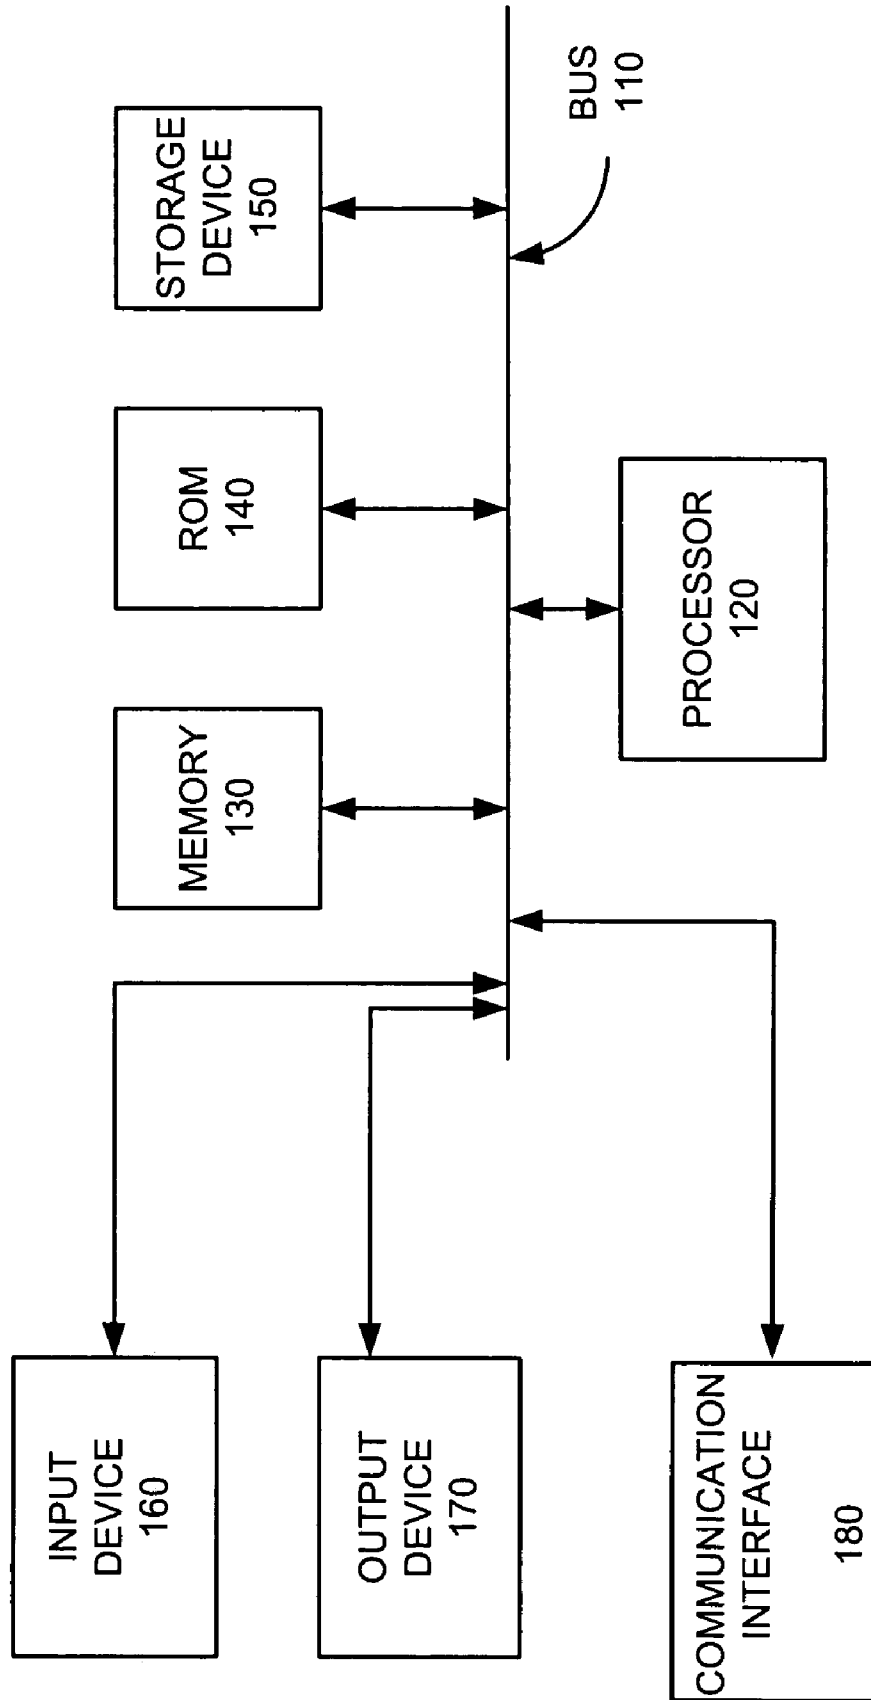 INPUT
DEVICE
160
OUTPUT
DEVICE
170
COMMUNICATION
INTERFACE
180
MEMORY
130
ROM
140
STORAGE
DEVICE
150
PROCESSOR
120
BUS
110